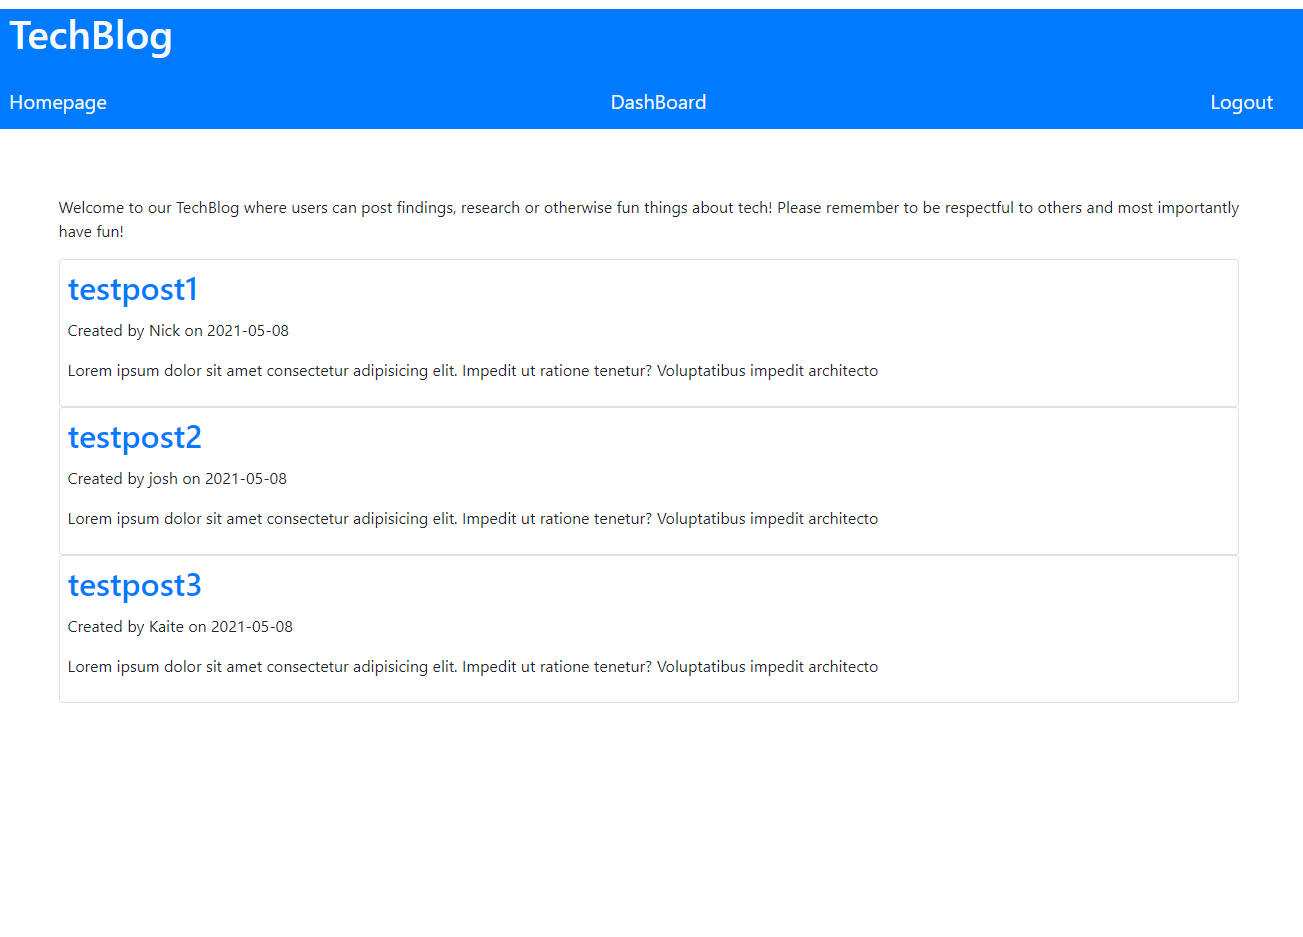 TechBlog
Homepage DashBoard Logout
Welcome to our TechBlog where users can post findings, research or otherwise fun things about tech! Please remember to be respectful to others and most importantly
have fun!
testpost1
Created by Nick on 2021-05-08
Lorem ipsum dolor sit amet consectetur adipisicing elit. Impedit ut ratione tenetur? Voluptatibus impedit architecto
testpost2
Created by josh on 2021-05-08
Lorem ipsum dolor sit amet consectetur adipisicing elit. Impedit ut ratione tenetur? Voluptatibus impedit architecto
testpost3
Created by Kaite on 2021-05-08
Lorem ipsum dolor sit amet consectetur adipisicing elit. Impedit ut ratione tenetur? Voluptatibus impedit architecto